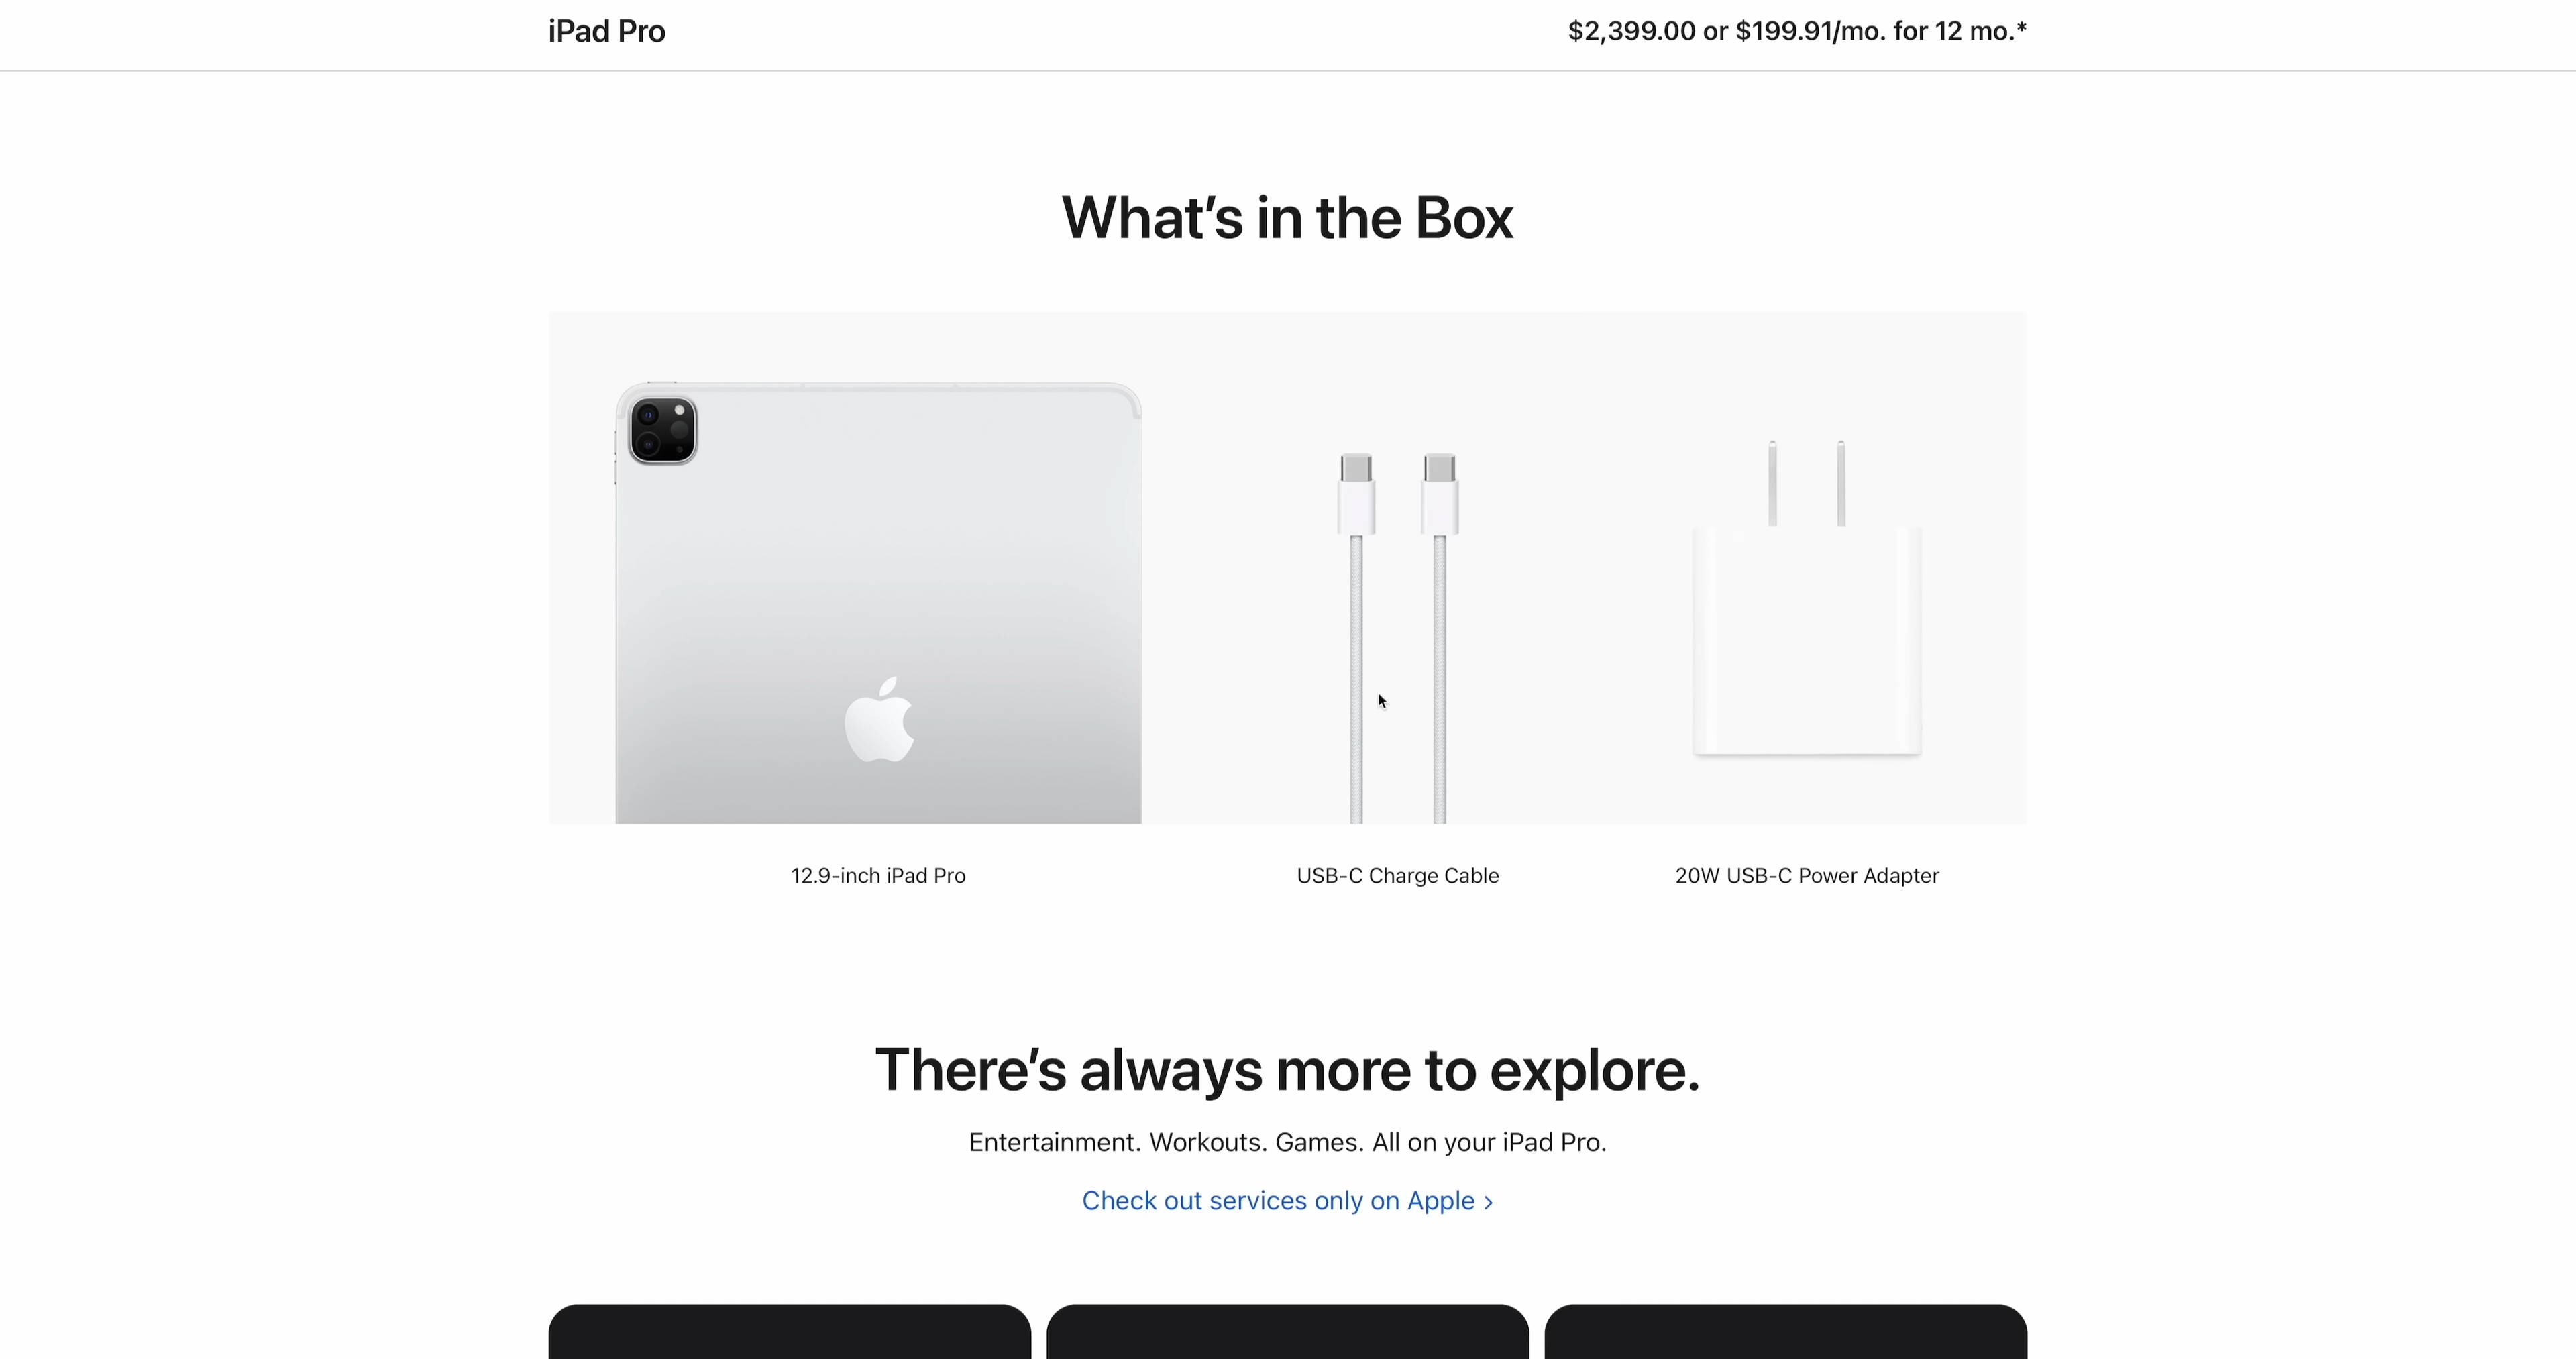 iPad Pro
$2,399.00 or $199.91/mo. for 12 mo.*
What’s in the Box
12.9-inch iPad Pro
USB-C Charge Cable
20W USB-C Power Adapter
There’s always more to explore.
Entertainment. Workouts. Games. All on your iPad Pro.
Check out services only on Apple >